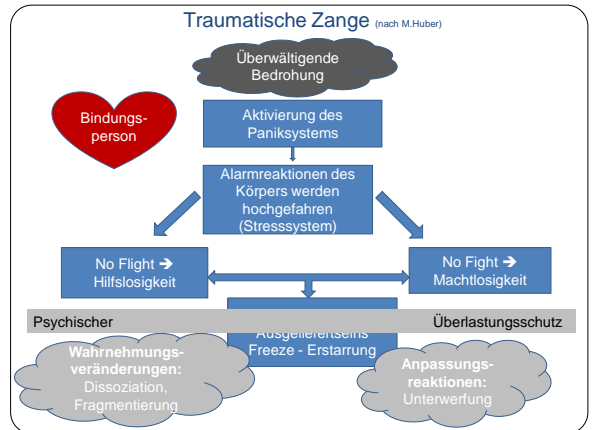 Traumatische Zange (nach M.Huber)
Überwältigende
Bedrohung
Bindungs-
person
Aktivierung des
Paniksystems
Alarmreaktionen des
Körpers werden
hochgefahren
(Stresssystem)
No Flight ➔
Hilfslosigkeit
No Fight ➔
Machtlosigkeit
Psychischer Überlastungsschutz
Ausgeliefertseins
Freeze - Erstarrung
Wahrnehmungs-
veränderungen:
Dissoziation,
Fragmentierung
Anpassungs-
reaktionen:
Unterwerfung